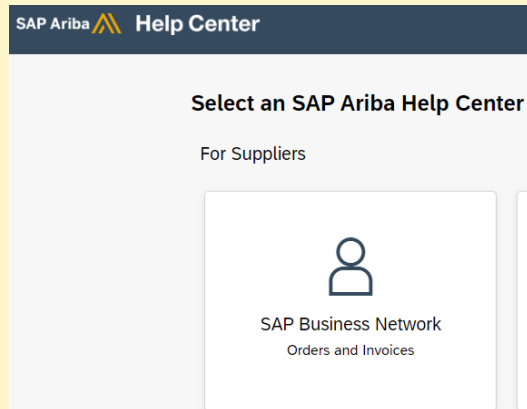 SAP Ariba Help Center
Select an SAP Ariba Help Center
For Suppliers
SAP Business Network
Orders and Invoices